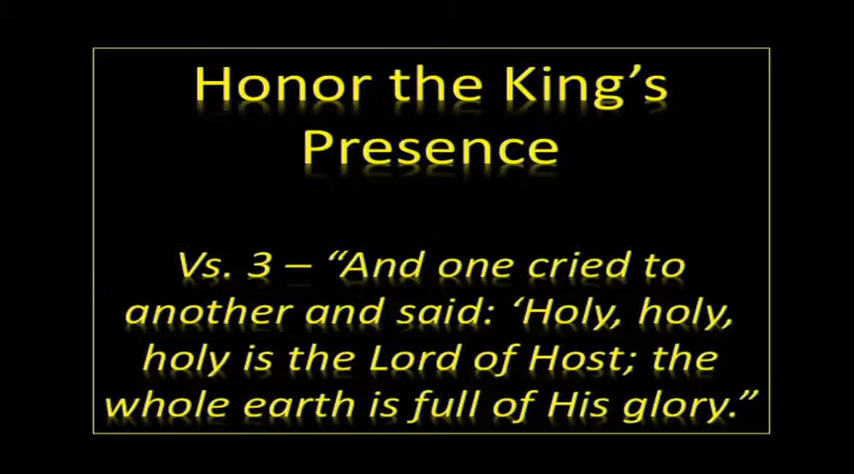 Honor the King’s
Presence
Vs. 3 – “And one cried to
another and said: ‘Holy, holy,
holy is the Lord of Host; the
whole earth is full of His glory.”